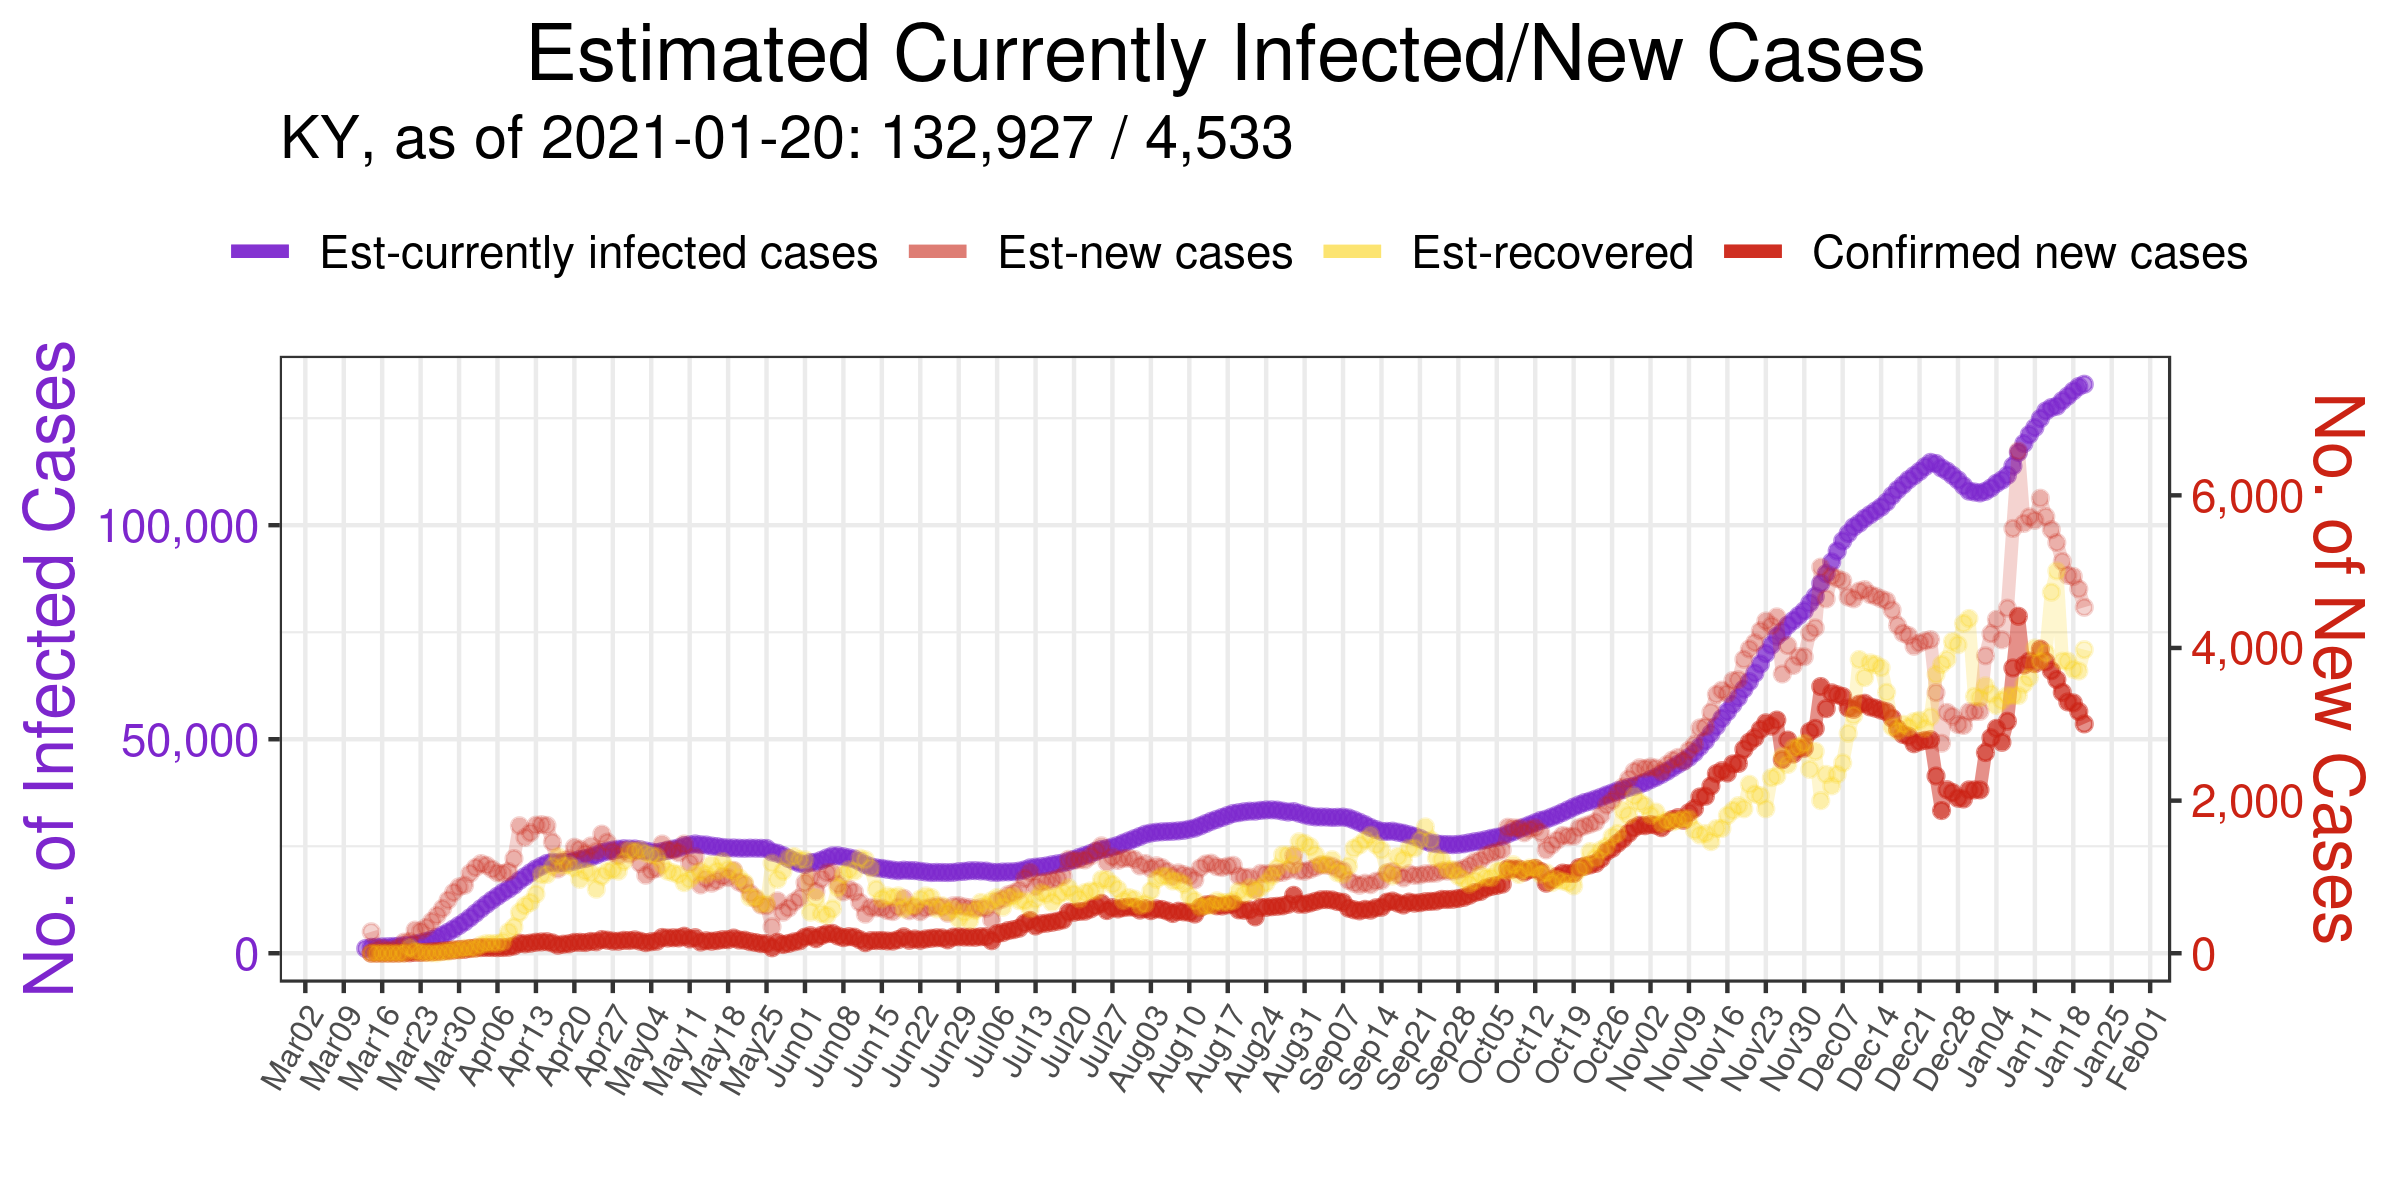 Estimated Currently Infected/New Cases
KY, as of 2021-01-20: 132,927 / 4,533
Est-currently infected cases Est-new cases Est-recovered Confirmed new cases
No. of Infected Cases
100,000
50,000
0
No. of New Cases
6,000
4,000
2,000
0
Mar02 Mar09 Mar16 Mar23 Mar30 Apr06 Apr13 Apr20 Apr27 May04 May11 May18 May25 Jun01 Jun08 Jun15 Jun22 Jun29 Jul06 Jul13 Jul20 Jul27 Aug03 Aug10 Aug17 Aug24 Aug31 Sep07 Sep14 Sep21 Sep28 Oct05 Oct12 Oct19 Oct26 Nov02 Nov09 Nov16 Nov23 Nov30 Dec07 Dec14 Dec21 Dec28 Jan04 Jan11 Jan18 Jan25 Feb01